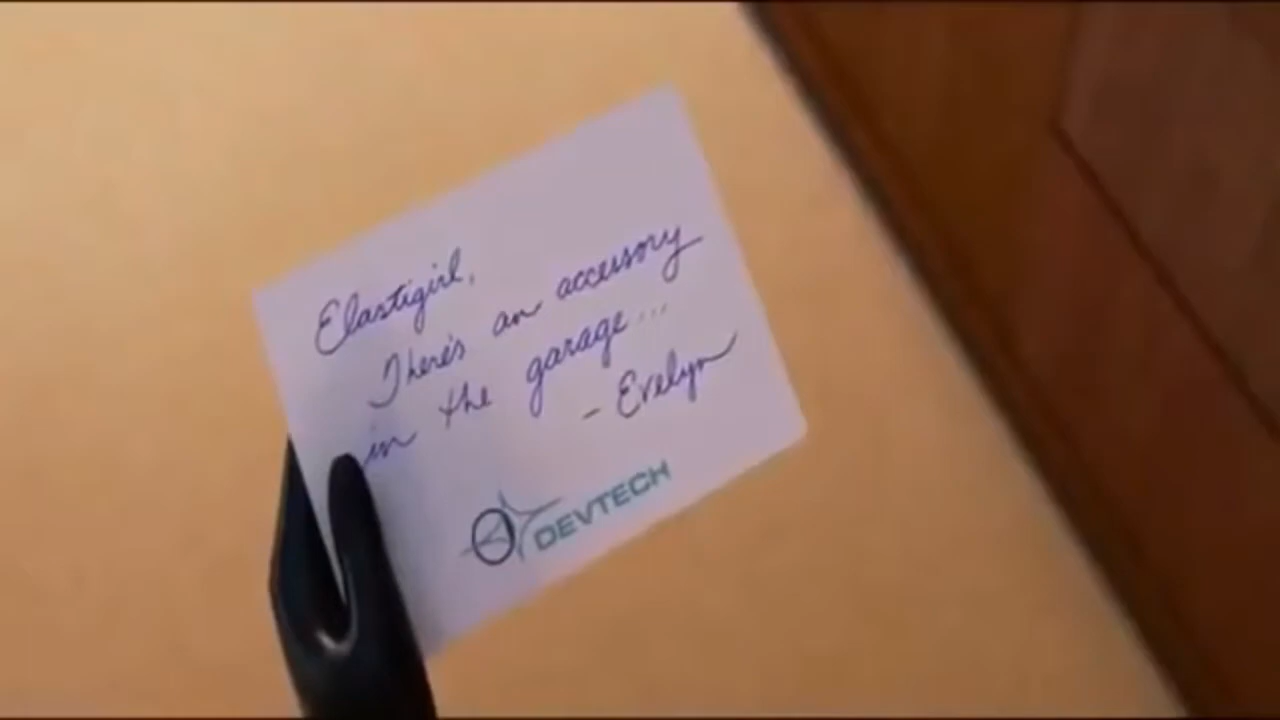 Elastigirl,
There's an accessory
in the garage...
- Evelyn
DEVTECH